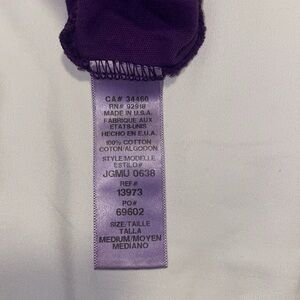 CA# 34460
RN# 92918
MADE IN U.S.A.
FABRIQUE AUX
ETATS-UNIS
HECHO EN E.U.A.
100% COTTON
COTON/ALGODON
STYLE/MODELLE
ESTILO#
JGMU 0638
REF#
13973
PO#
69602
SIZE/TAILLE
TALLA
MEDIUM/MOYEN
MEDIANO